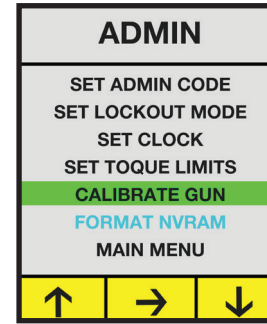 ADMIN
SET ADMIN CODE
SET LOCKOUT MODE
SET CLOCK
SET TOQUE LIMITS
CALIBRATE GUN
FORMAT NVRAM
MAIN MENU
↑ → ↓